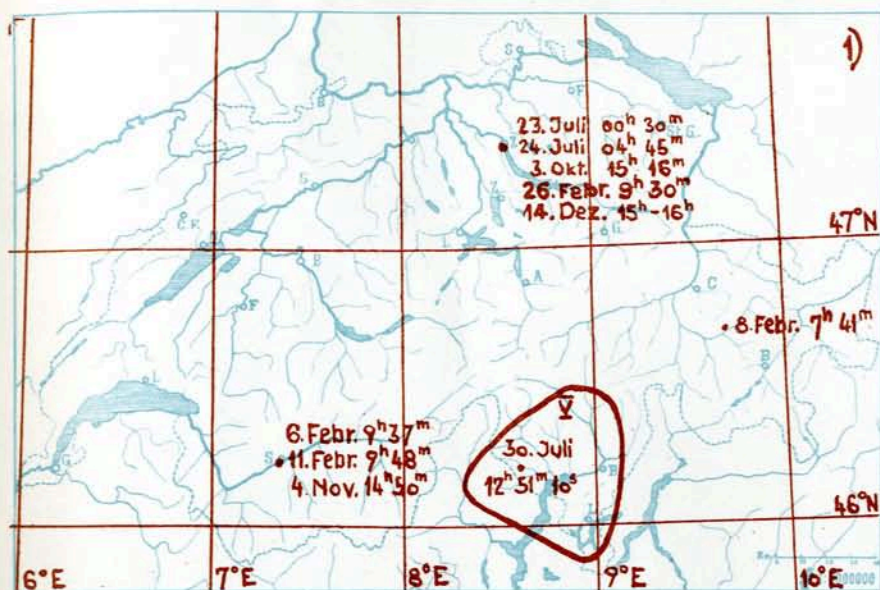 1)
S
B
F
23. Juli 00ʰ 30ᵐ
St G.
24. Juli 04ʰ 45ᵐ
3. Okt. 15ʰ 16ᵐ
S
Z
26. Febr. 9ʰ 30ᵐ
14. Dez. 15ʰ-16ʰ
47°N
L
G
B
A
C
F
8. Febr. 7ʰ 41ᵐ
B
L
V
6. Febr. 9ʰ 37ᵐ
30. Juli
G
S
11. Febr. 9ʰ 48ᵐ
B
4. Nov. 14ʰ 50ᵐ
12ʰ 51ᵐ 10ˢ
46°N
6°E
7°E
8°E
9°E
10°E